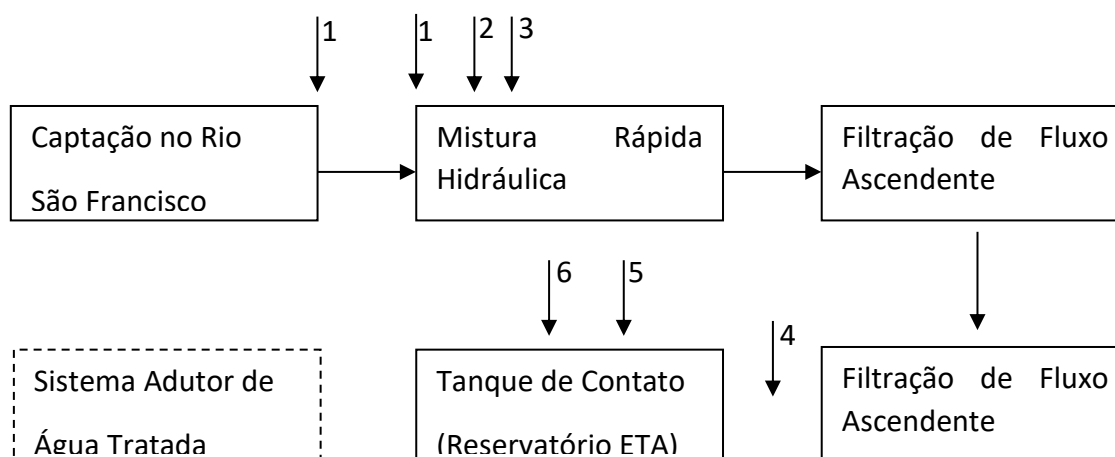 1
1
2
3
Captação no Rio
São Francisco
Mistura Rápida
Hidráulica
Filtração de Fluxo
Ascendente
6
5
4
Sistema Adutor de
Água Tratada
Tanque de Contato
(Reservatório ETA)
Filtração de Fluxo
Ascendente